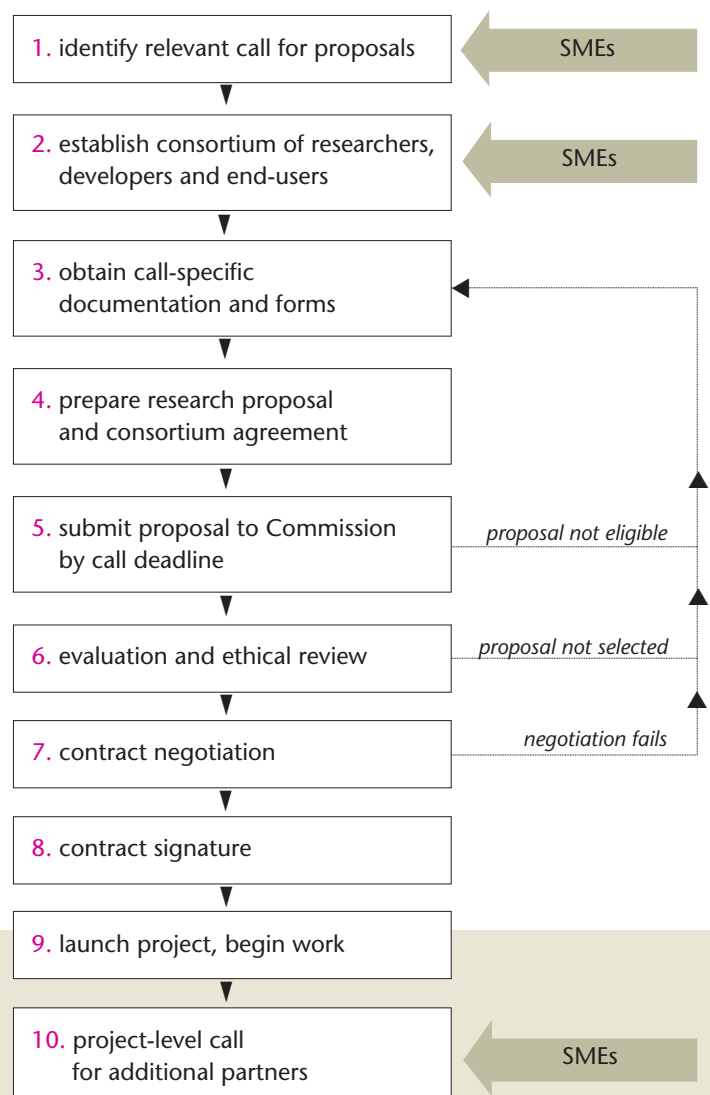 1. identify relevant call for proposals
SMEs
2. establish consortium of researchers,
developers and end-users
SMEs
3. obtain call-specific
documentation and forms
4. prepare research proposal
and consortium agreement
5. submit proposal to Commission
by call deadline
proposal not eligible
6. evaluation and ethical review
proposal not selected
7. contract negotiation
negotiation fails
8. contract signature
9. launch project, begin work
10. project-level call
for additional partners
SMEs